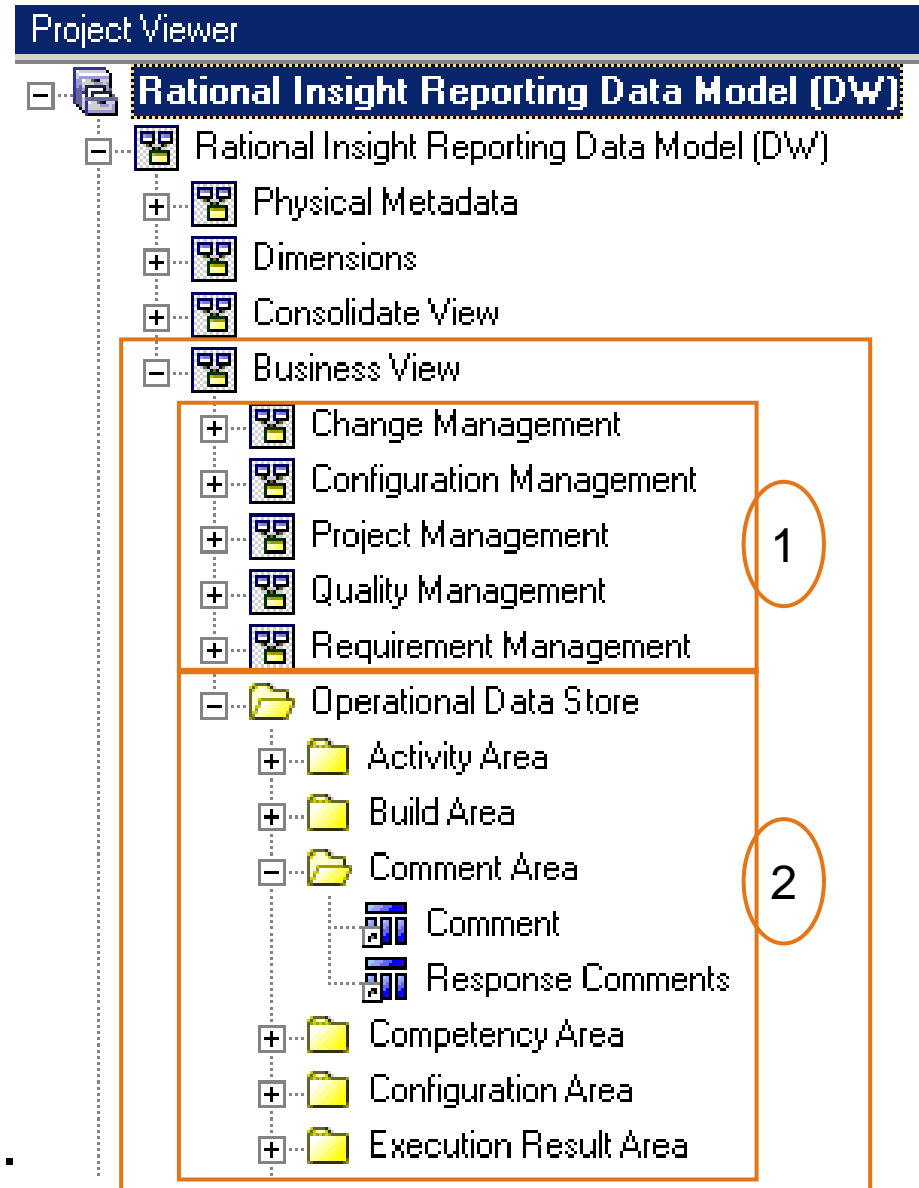 Project Viewer
Rational Insight Reporting Data Model (DW)
Rational Insight Reporting Data Model (DW)
Physical Metadata
Dimensions
Consolidate View
Business View
Change Management
Configuration Management
Project Management
1
Quality Management
Requirement Management
Operational Data Store
Activity Area
Build Area
Comment Area
2
Comment
Response Comments
Competency Area
Configuration Area
Execution Result Area